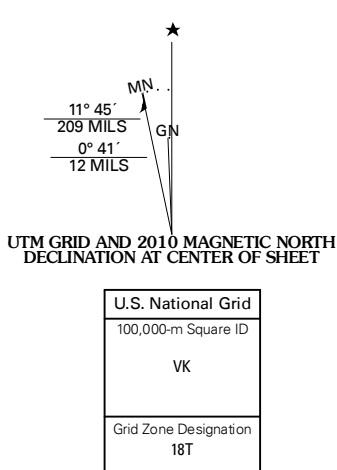 MN
11° 45´
209 MILS
GN
0° 41´
12 MILS
UTM GRID AND 2010 MAGNETIC NORTH
DECLINATION AT CENTER OF SHEET
U.S. National Grid
100,000-m Square ID
VK
Grid Zone Designation
18T